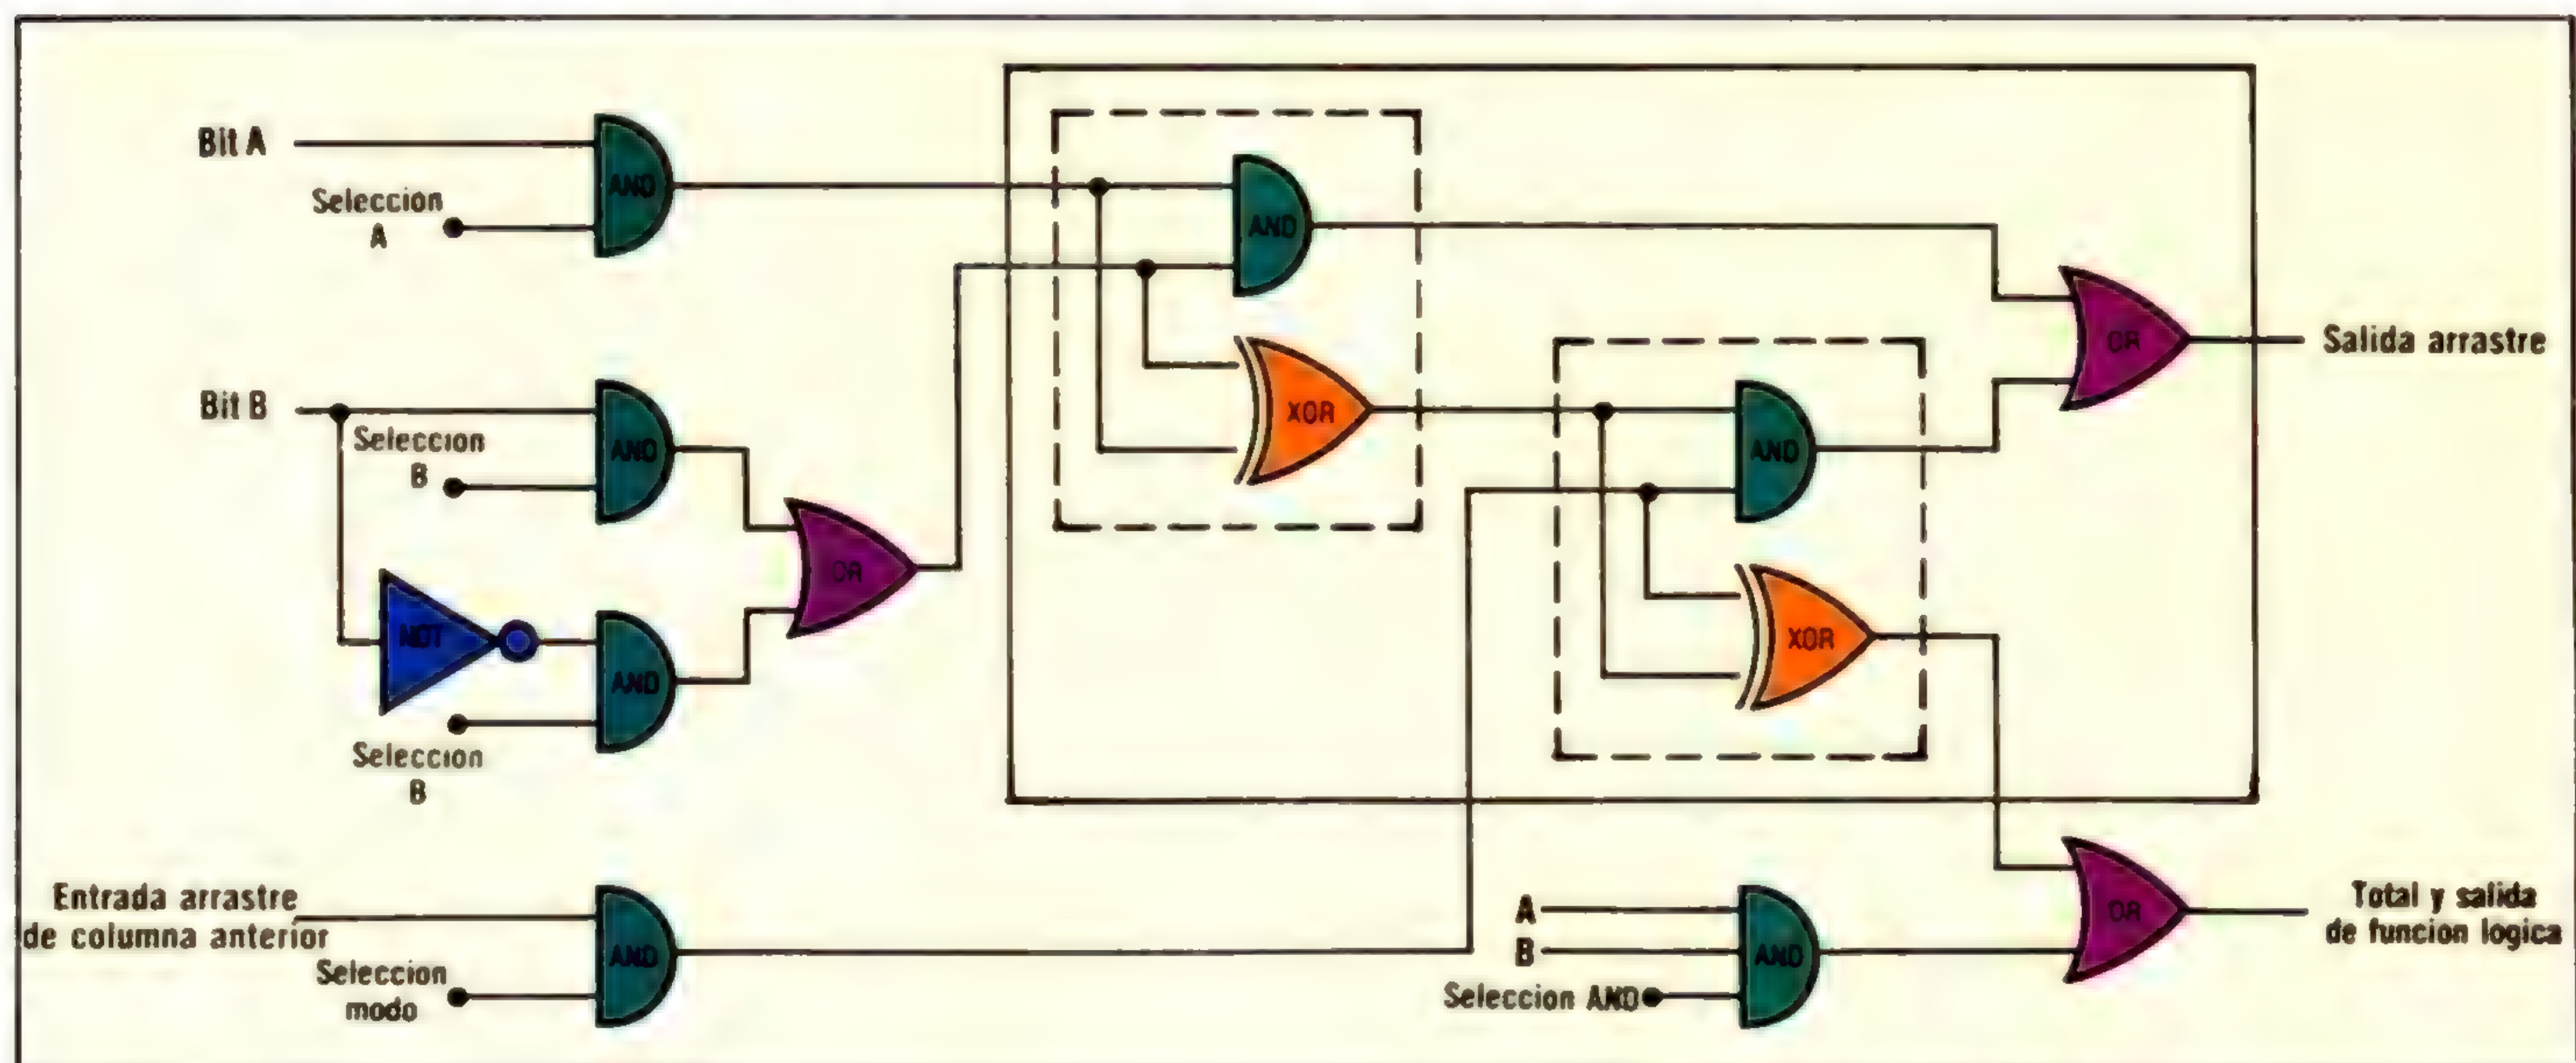 Bit A
Seleccion
A
AND
AND
OR
Salida arrastre
Bit B
Seleccion
B
AND
XOR
AND
OR
NOT
AND
XOR
Seleccion
B
Entrada arrastre
de columna anterior
Seleccion
modo
AND
A
B
Seleccion AND
AND
OR
Total y salida
de funcion logica